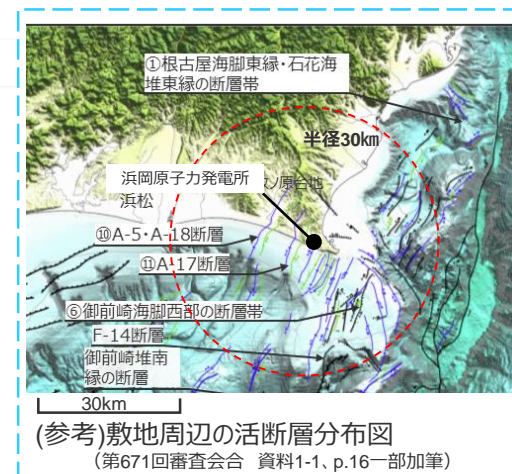 ①根古屋海脚東縁・石花海
堆東縁の断層帯
半径30km
浜岡原子力発電所
ノ原台地
浜松
⑩A-5・A-18断層
⑪A-17断層
⑥御前崎海脚西部の断層帯
F-14断層
御前崎堆南
縁の断層
30km
(参考)敷地周辺の活断層分布図
(第671回審査会合 資料1-1、p.16一部加筆)